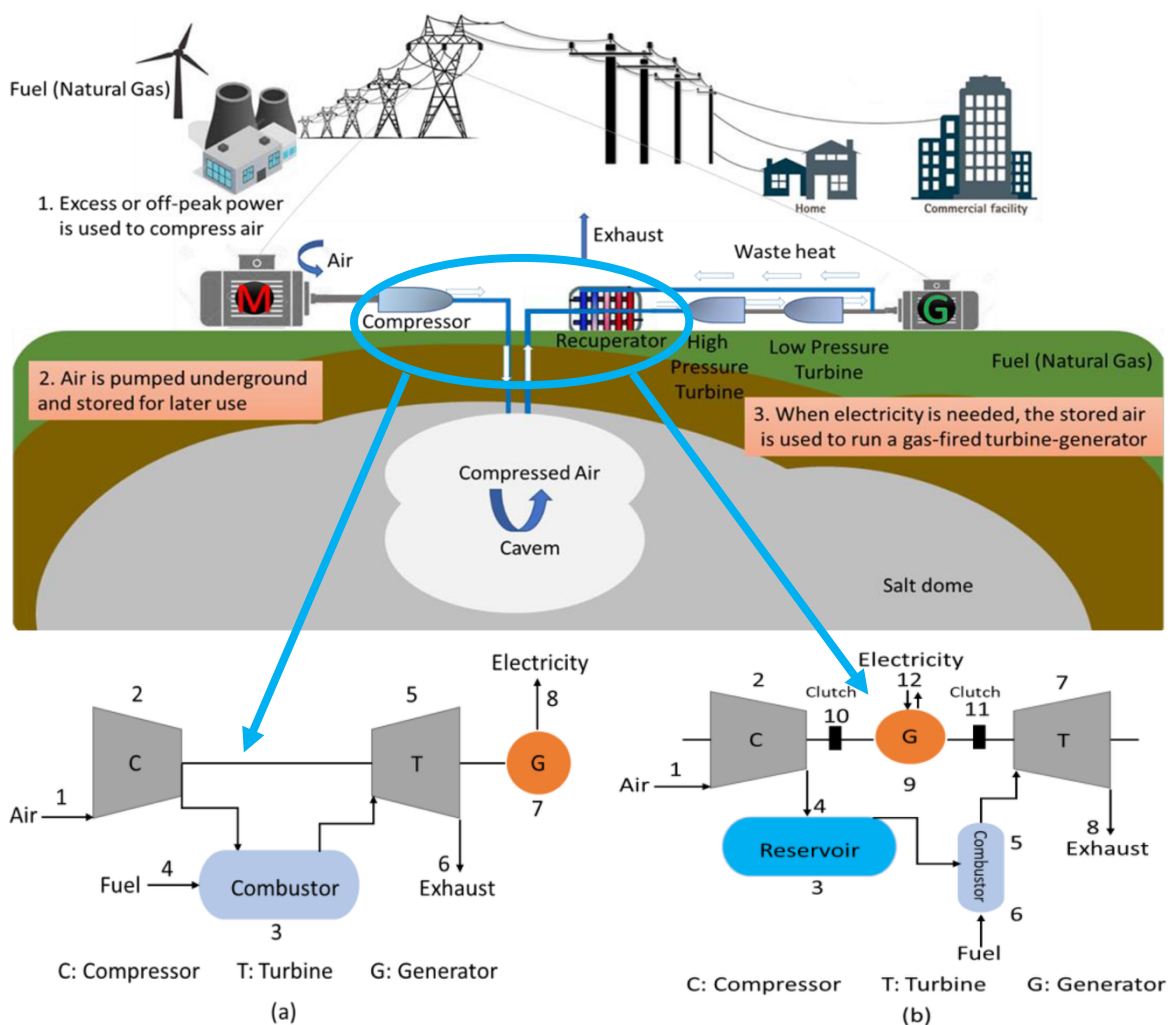 Fuel (Natural Gas)
1. Excess or off-peak power
is used to compress air
Home
Commercial facility
Exhaust
Waste heat
Air
M
G
Compressor
Recuperator
High
Pressure
Turbine
Low Pressure
Turbine
Fuel (Natural Gas)
2. Air is pumped underground
and stored for later use
3. When electricity is needed, the stored air
is used to run a gas-fired turbine-generator
Compressed Air
Cavem
Salt dome
Electricity
2
5
8
C
T
G
7
Air
1
Fuel
4
Combustor
3
6
Exhaust
C: Compressor
T: Turbine
G: Generator
(a)
Electricity
2
Clutch
10
12
Clutch
11
7
C
G
T
9
Air
1
4
Reservoir
3
Combustor
5
6
Fuel
8
Exhaust
C: Compressor
T: Turbine
G: Generator
(b)